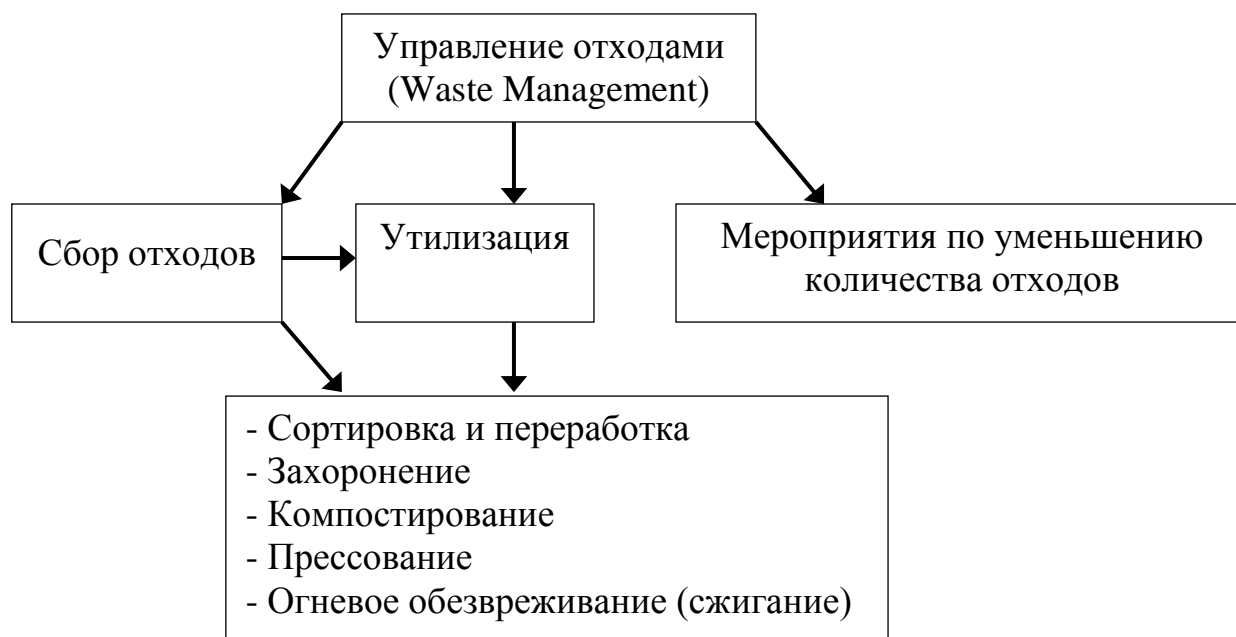 Управление отходами
(Waste Management)
Сбор отходов
Утилизация
Мероприятия по уменьшению
количества отходов
- Сортировка и переработка
- Захоронение
- Компостирование
- Прессование
- Огневое обезвреживание (сжигание)